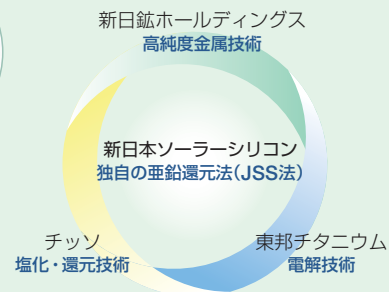 新日鉱ホールディングス
高純度金属技術
新日本ソーラーシリコン
独自の亜鉛還元法(JSS法)
チッソ
塩化・還元技術
東邦チタニウム
電解技術